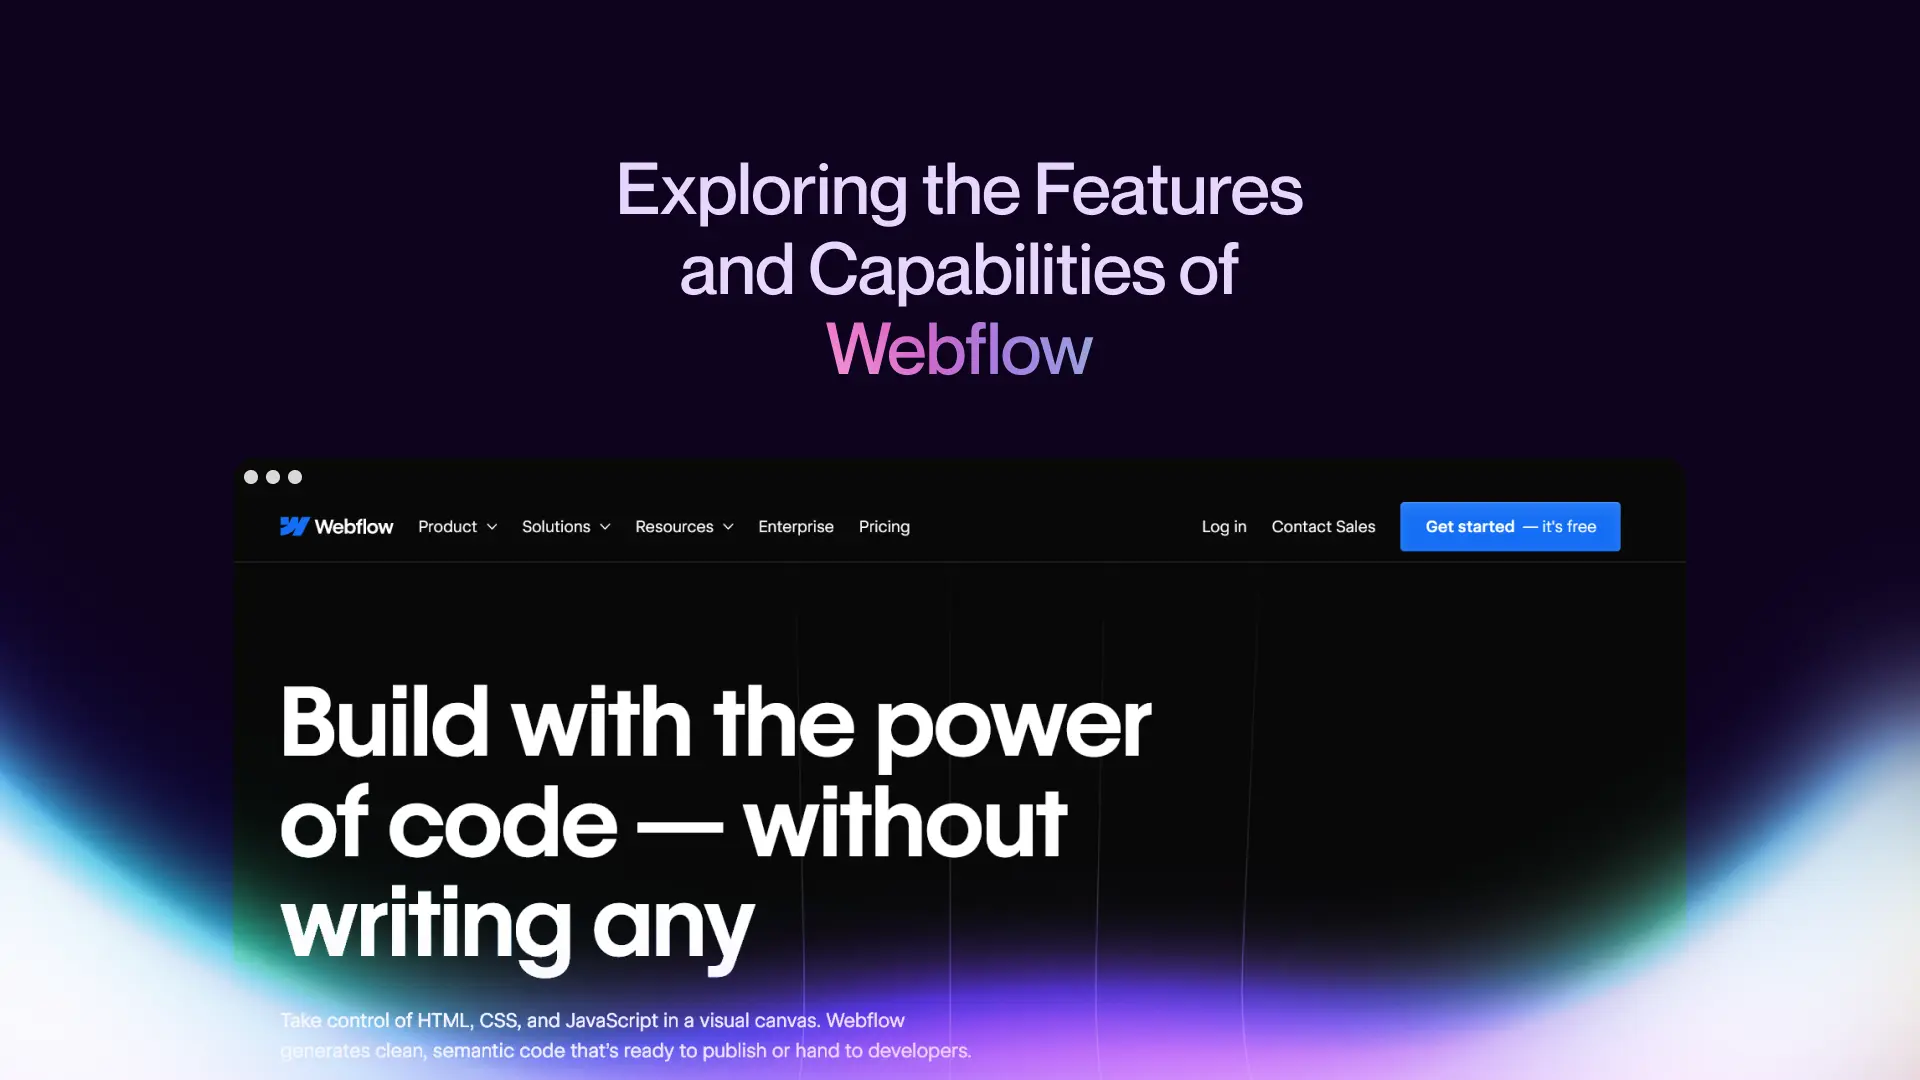 Exploring the Features
and Capabilities of
Webflow
Webflow Product Solutions Resources Enterprise Pricing Log in Contact Sales Get started — it's free
Build with the power
of code — without
writing any
Take control of HTML, CSS, and JavaScript in a visual canvas. Webflow
generates clean, semantic code that's ready to publish or hand to developers.